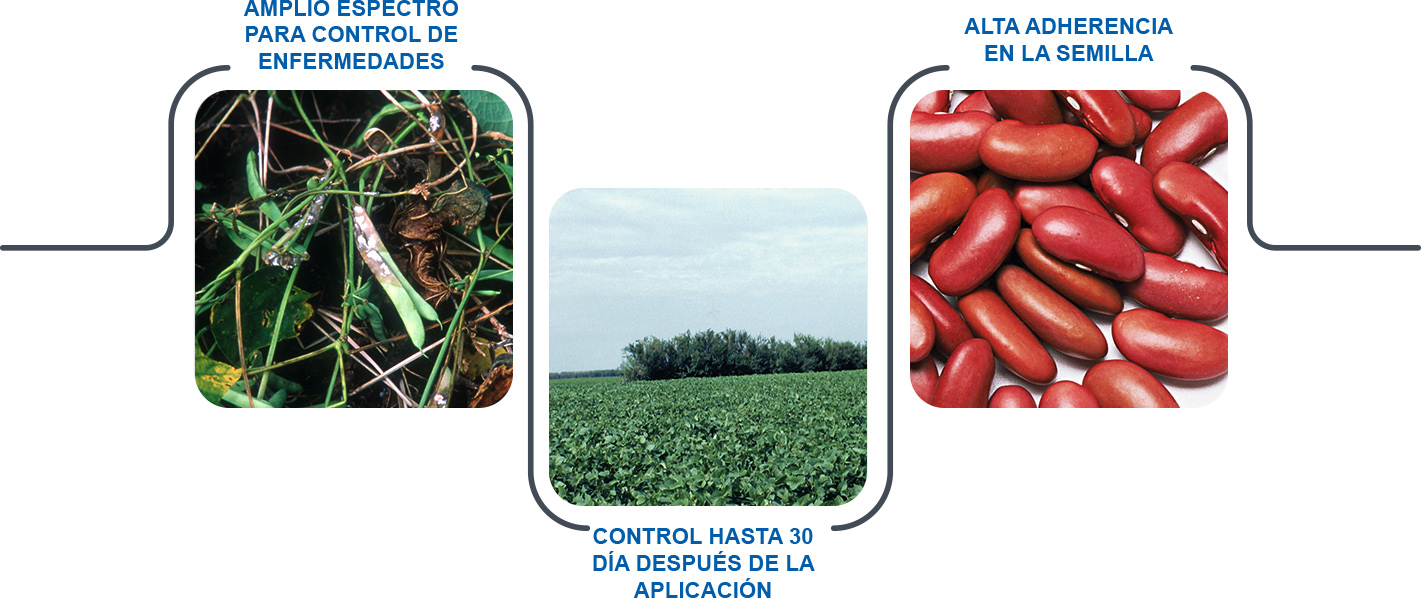 AMPLIO ESPECTRO
PARA CONTROL DE
ENFERMEDADES
CONTROL HASTA 30
DÍA DESPUÉS DE LA
APLICACIÓN
ALTA ADHERENCIA
EN LA SEMILLA